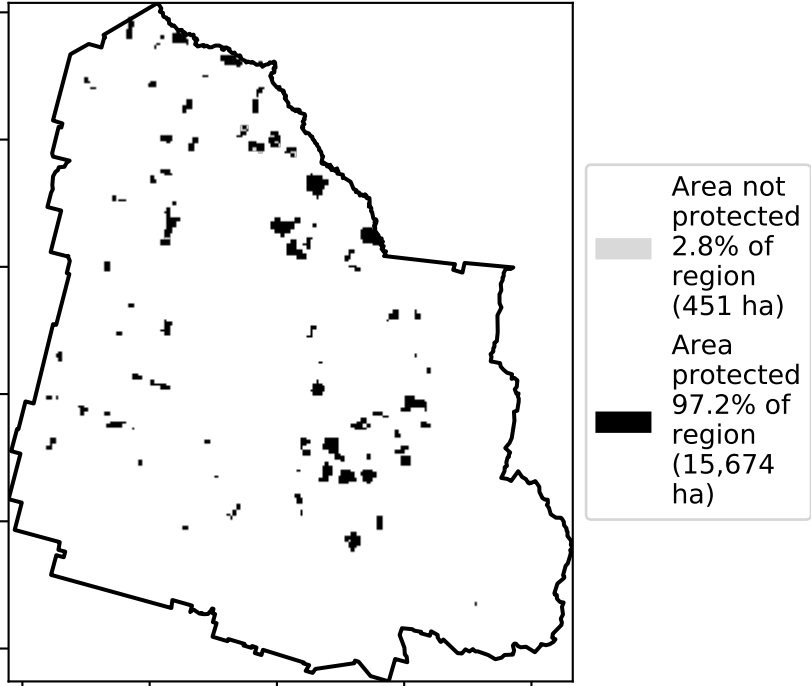 Area not
protected
2.8% of
region
(451 ha)
Area
protected
97.2% of
region
(15,674
ha)